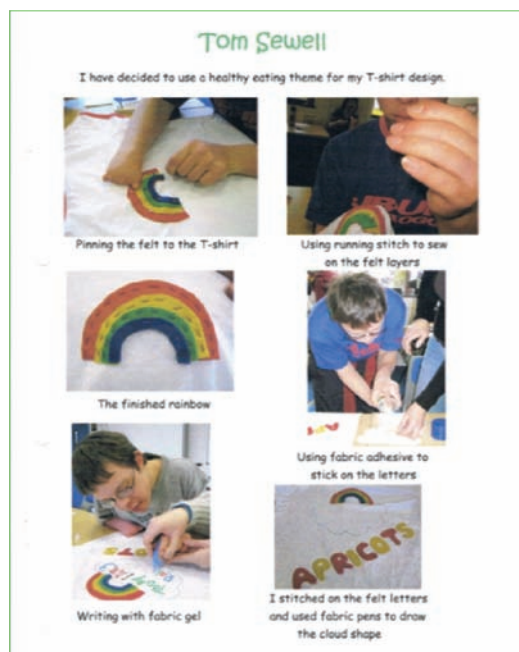 Tom Sewell
I have decided to use a healthy eating theme for my T-shirt design.
Pinning the felt to the T-shirt
Using running stitch to sew
on the felt layers
The finished rainbow
Using fabric adhesive to
stick on the letters
Writing with fabric gel
APRICOTS
I stitched on the felt letters
and used fabric pens to draw
the cloud shape